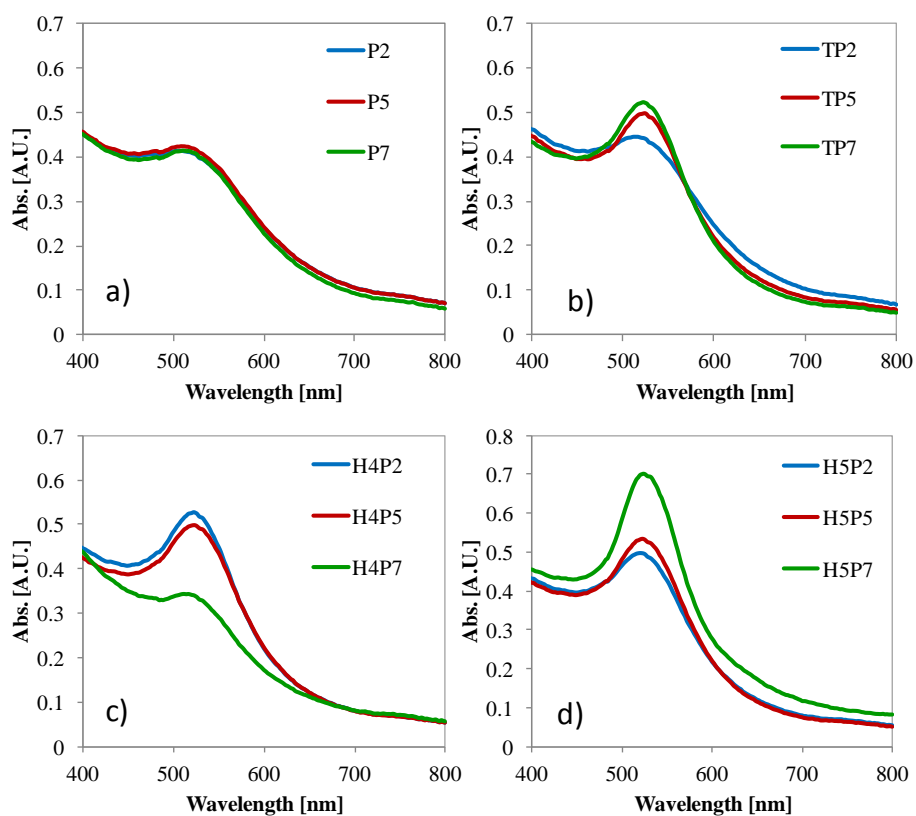 0.7
0.6
0.5
0.4
0.3
0.2
0.1
0
Abs. [A.U.]
P2
P5
P7
a)
400 500 600 700 800
Wavelength [nm]
0.7
0.6
0.5
0.4
0.3
0.2
0.1
0
Abs. [A.U.]
TP2
TP5
TP7
b)
400 500 600 700 800
Wavelength [nm]
0.7
0.6
0.5
0.4
0.3
0.2
0.1
0
Abs. [A.U.]
H4P2
H4P5
H4P7
c)
400 500 600 700 800
Wavelength [nm]
0.8
0.7
0.6
0.5
0.4
0.3
0.2
0.1
0
Abs. [A.U.]
H5P2
H5P5
H5P7
d)
400 500 600 700 800
Wavelength [nm]